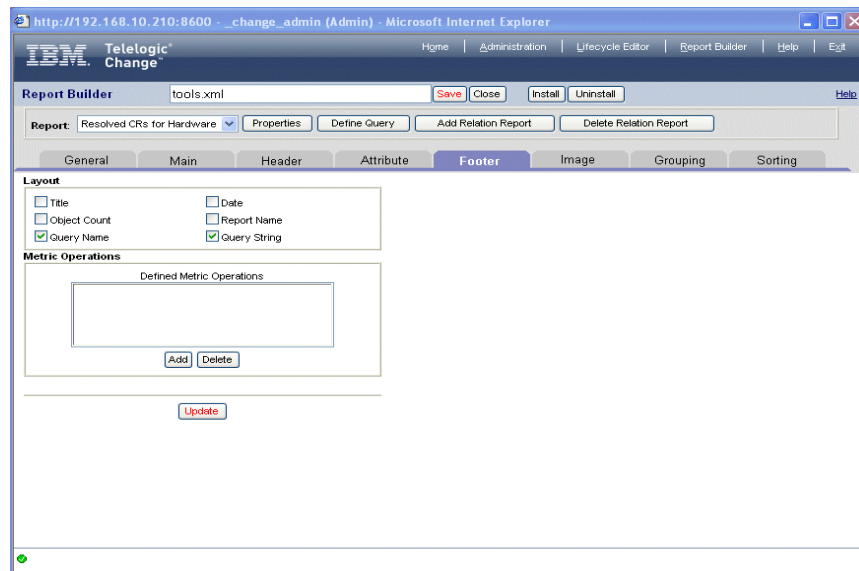 http://192.168.10.210:8600 - _change_admin (Admin) - Microsoft Internet Explorer
IBM. Telelogic® Change™
Home | Administration | Lifecycle Editor | Report Builder | Help | Exit
Report Builder tools.xml Save Close Install Uninstall Help
Report: Resolved CRs for Hardware Properties Define Query Add Relation Report Delete Relation Report
General Main Header Attribute Footer Image Grouping Sorting
Layout
Title Date
Object Count Report Name
Query Name Query String
Metric Operations
Defined Metric Operations
Add Delete
Update